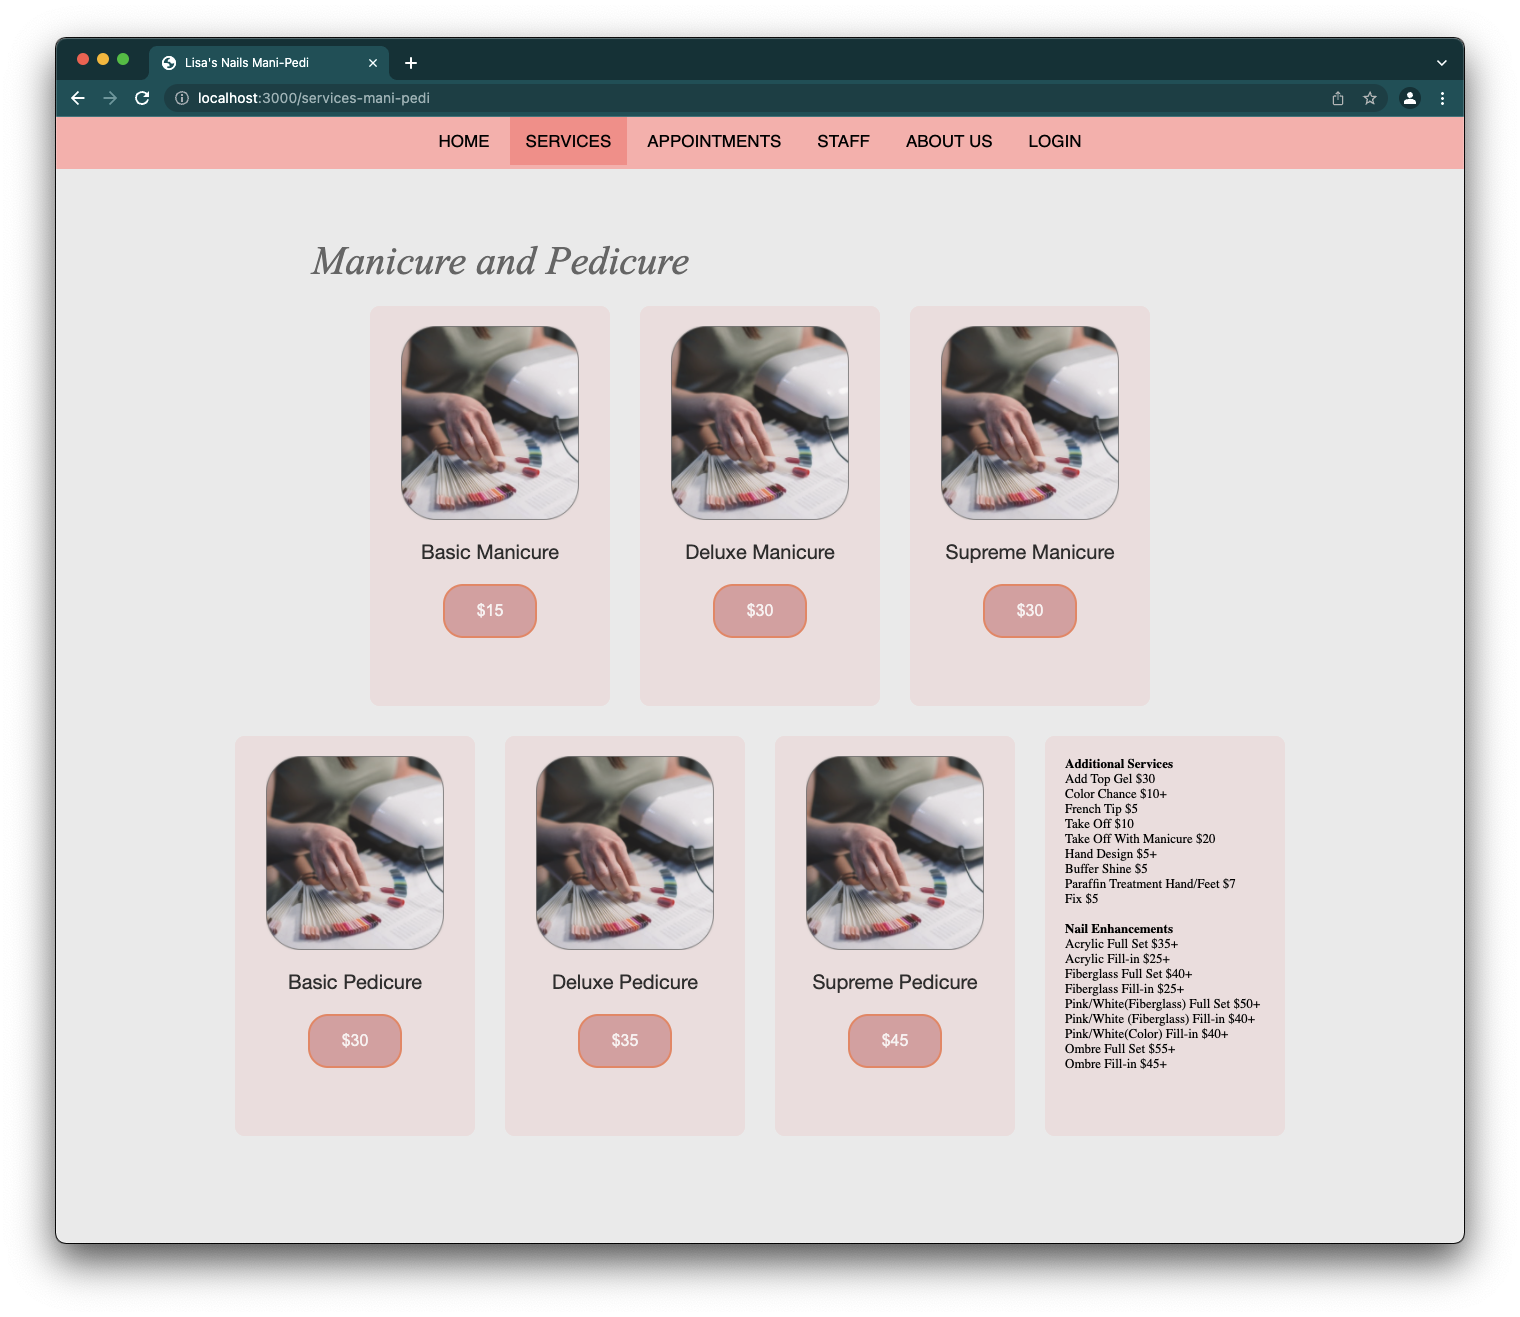 Lisa's Nails Mani-Pedi
localhost:3000/services-mani-pedi
HOME SERVICES APPOINTMENTS STAFF ABOUT US LOGIN
Manicure and Pedicure
Basic Manicure
$15
Deluxe Manicure
$30
Supreme Manicure
$30
Basic Pedicure
$30
Deluxe Pedicure
$35
Supreme Pedicure
$45
Additional Services
Add Top Gel $30
Color Chance $10+
French Tip $5
Take Off $10
Take Off With Manicure $20
Hand Design $5+
Buffer Shine $5
Paraffin Treatment Hand/Feet $7
Fix $5
Nail Enhancements
Acrylic Full Set $35+
Acrylic Fill-in $25+
Fiberglass Full Set $40+
Fiberglass Fill-in $25+
Pink/White(Fiberglass) Full Set $50+
Pink/White (Fiberglass) Fill-in $40+
Pink/White(Color) Fill-in $40+
Ombre Full Set $55+
Ombre Fill-in $45+